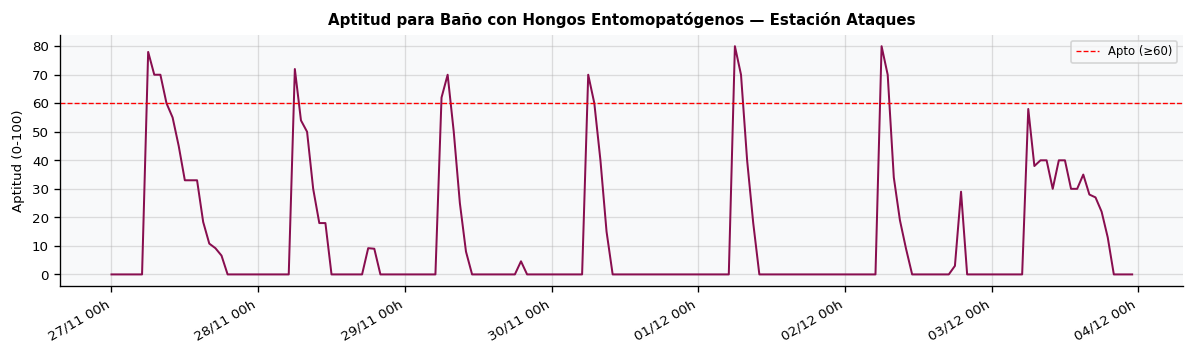 Aptitud para Baño con Hongos Entomopatógenos — Estación Ataques
Apto (≥60)
Aptitud (0-100)
80
70
60
50
40
30
20
10
0
27/11 00h
28/11 00h
29/11 00h
30/11 00h
01/12 00h
02/12 00h
03/12 00h
04/12 00h